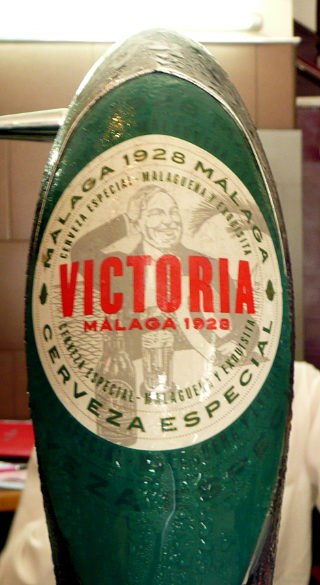 MÁLAGA 1928 MÁLAGA
CERVEZA ESPECIAL - MALAGUEÑA Y EXQUISITA
VICTORIA
MÁLAGA 1928
CERVEZA ESPECIAL - MALAGUEÑA Y EXQUISITA
CERVEZA ESPECIAL